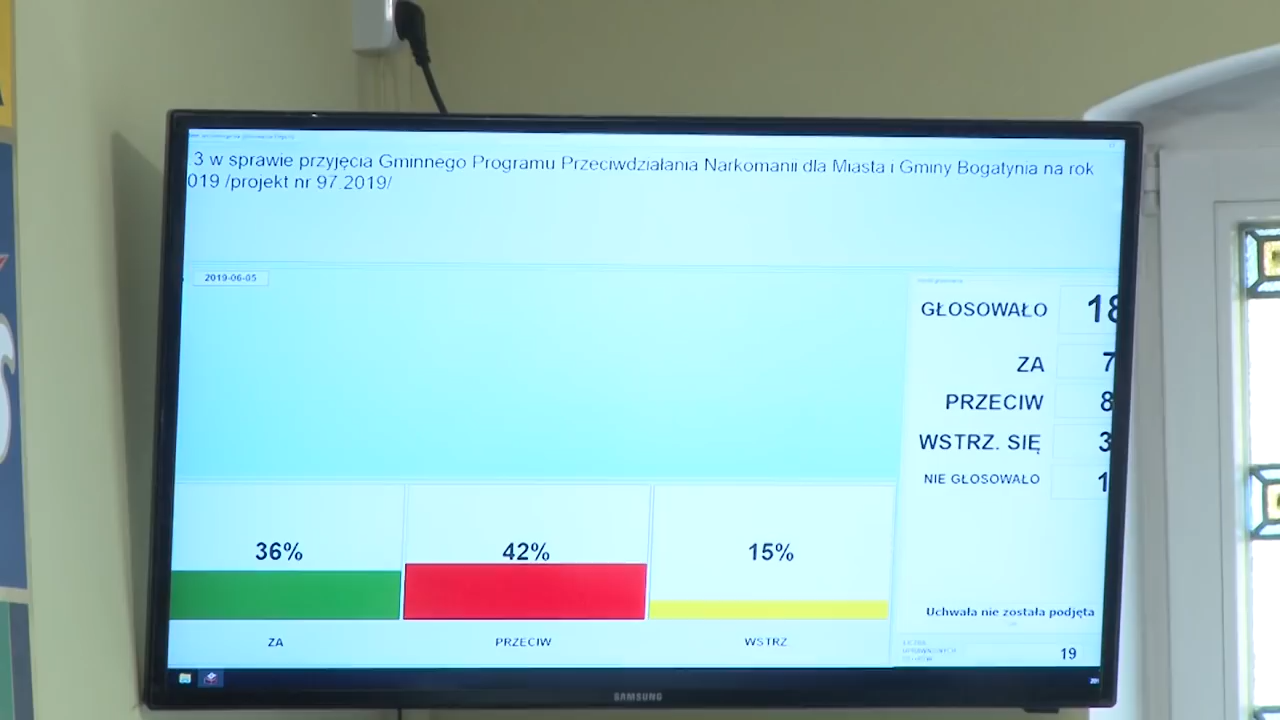 3 w sprawie przyjęcia Gminnego Programu Przeciwdziałania Narkomanii dla Miasta i Gminy Bogatynia na rok
019 /projekt nr 97.2019/
2019-06-05
GŁOSOWAŁO 18
ZA 7
PRZECIW 8
WSTRZ. SIĘ 3
NIE GŁOSOWAŁO 1
36% 42% 15%
ZA PRZECIW WSTRZ
Uchwała nie została podjęta
19
SAMSUNG